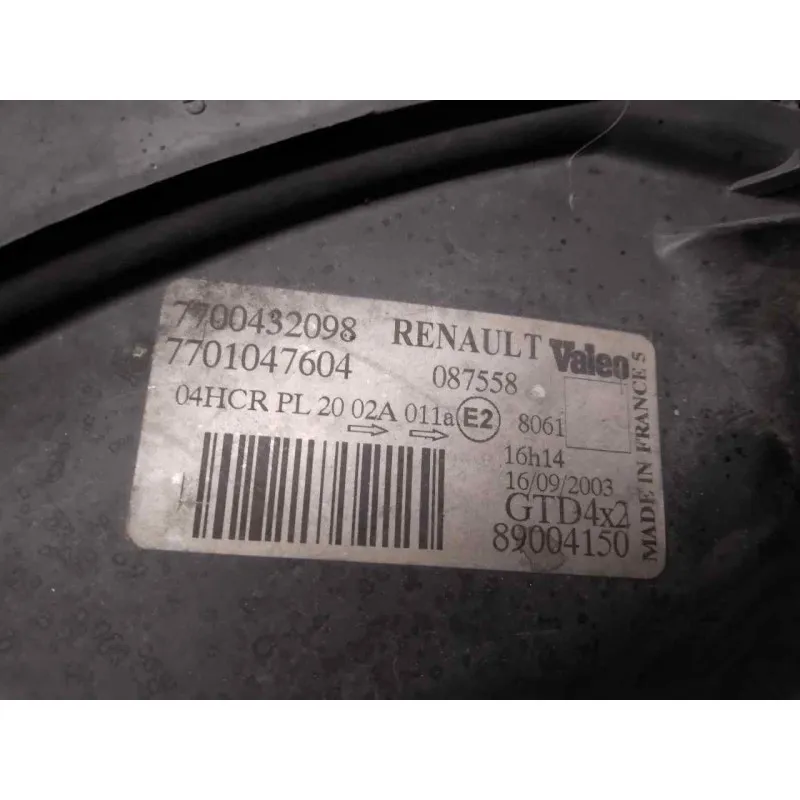 7700432098 RENAULT Valeo
7701047604 087558
04HCR PL 20 02A 011a E2 8061
16h14
16/09/2003
GTD4x2
89004150
MADE IN FRANCE 5